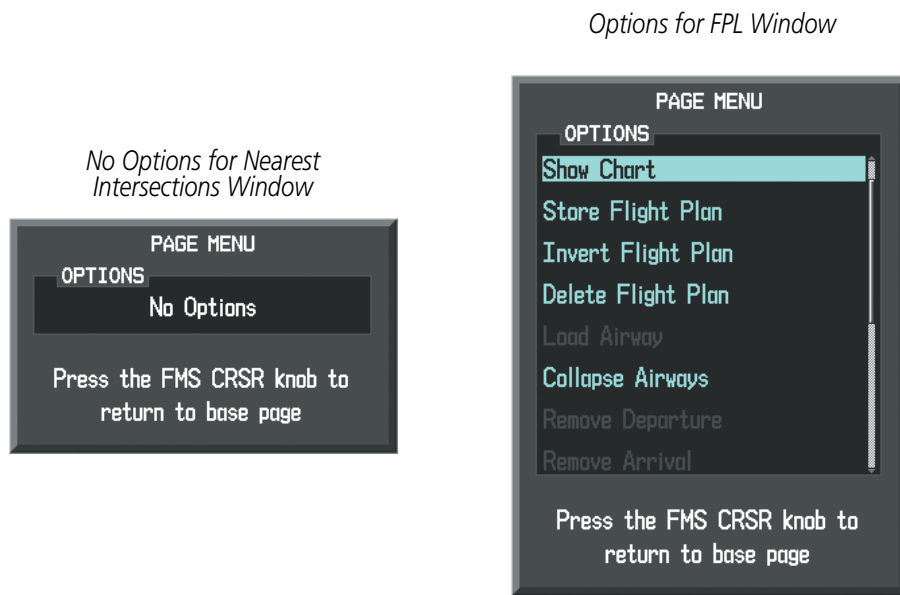 No Options for Nearest
Intersections Window
PAGE MENU
OPTIONS
No Options
Press the FMS CRSR knob to
return to base page
Options for FPL Window
PAGE MENU
OPTIONS
Show Chart
Store Flight Plan
Invert Flight Plan
Delete Flight Plan
Load Airway
Collapse Airways
Remove Departure
Remove Arrival
Press the FMS CRSR knob to
return to base page